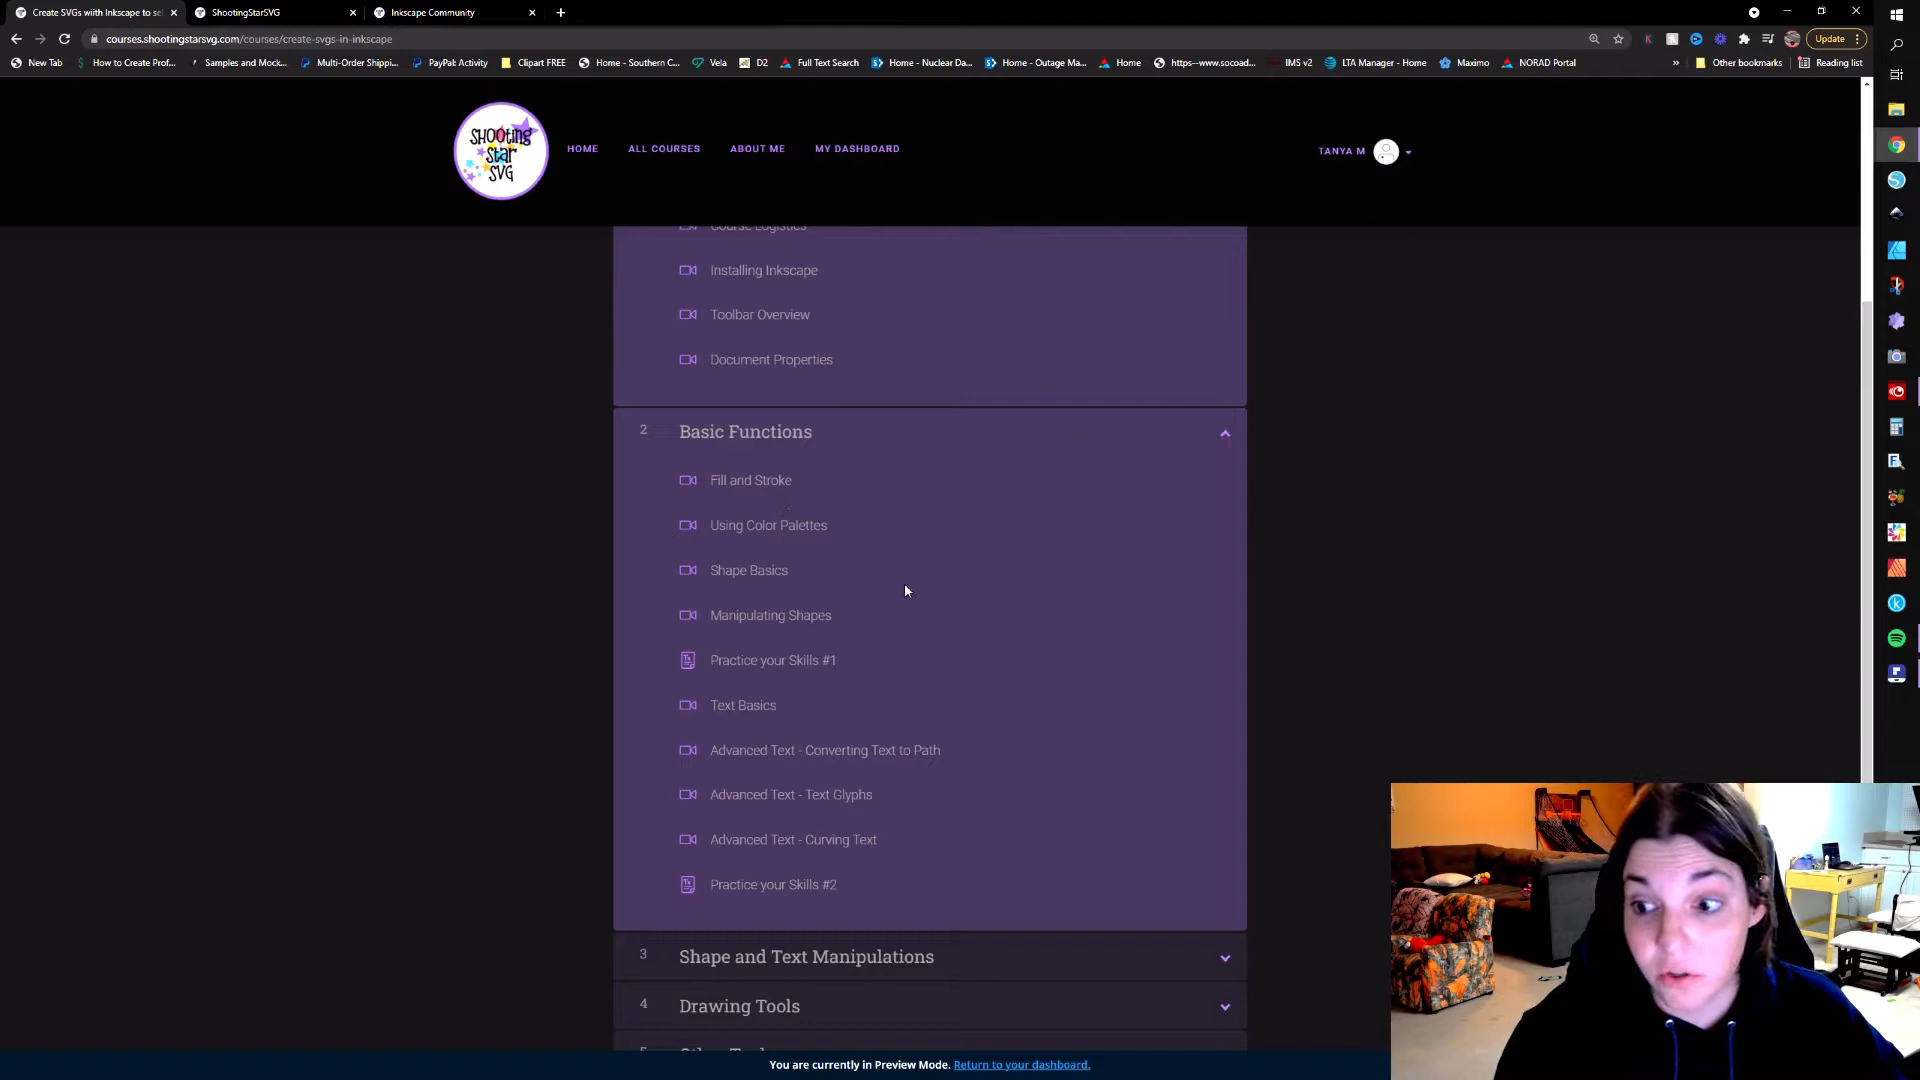 Create SVGs with Inkscape to se
ShootingStarSVG
Inkscape Community
courses.shootingstarsvg.com/courses/create-svgs-in-inkscape
Update
New Tab
How to Create Prof...
Samples and Mock...
Multi-Order Shippi...
PayPal: Activity
Clipart FREE
Home - Southern C...
Vela
D2
Full Text Search
Home - Nuclear Da...
Home - Outage Ma...
Home
https--www.socoad...
IMS v2
LTA Manager - Home
Maximo
NORAD Portal
»
Other bookmarks
Reading list
SHOOting
Star
SVG
HOME
ALL COURSES
ABOUT ME
MY DASHBOARD
TANYA M
Course Logistics
Installing Inkscape
Toolbar Overview
Document Properties
2 Basic Functions
Fill and Stroke
Using Color Palettes
Shape Basics
Manipulating Shapes
Practice your Skills #1
Text Basics
Advanced Text - Converting Text to Path
Advanced Text - Text Glyphs
Advanced Text - Curving Text
Practice your Skills #2
3 Shape and Text Manipulations
4 Drawing Tools
You are currently in Preview Mode. Return to your dashboard.